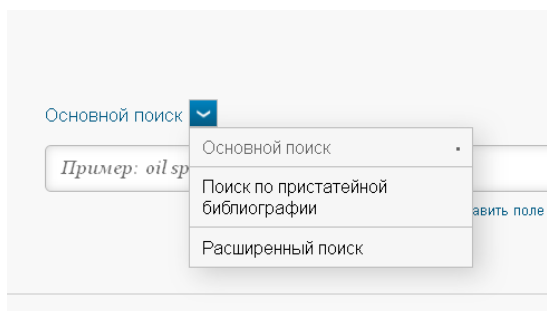 Основной поиск
Основной поиск
Пример: oil sp
Поиск по пристатейной
библиографии
авить поле
Расширенный поиск